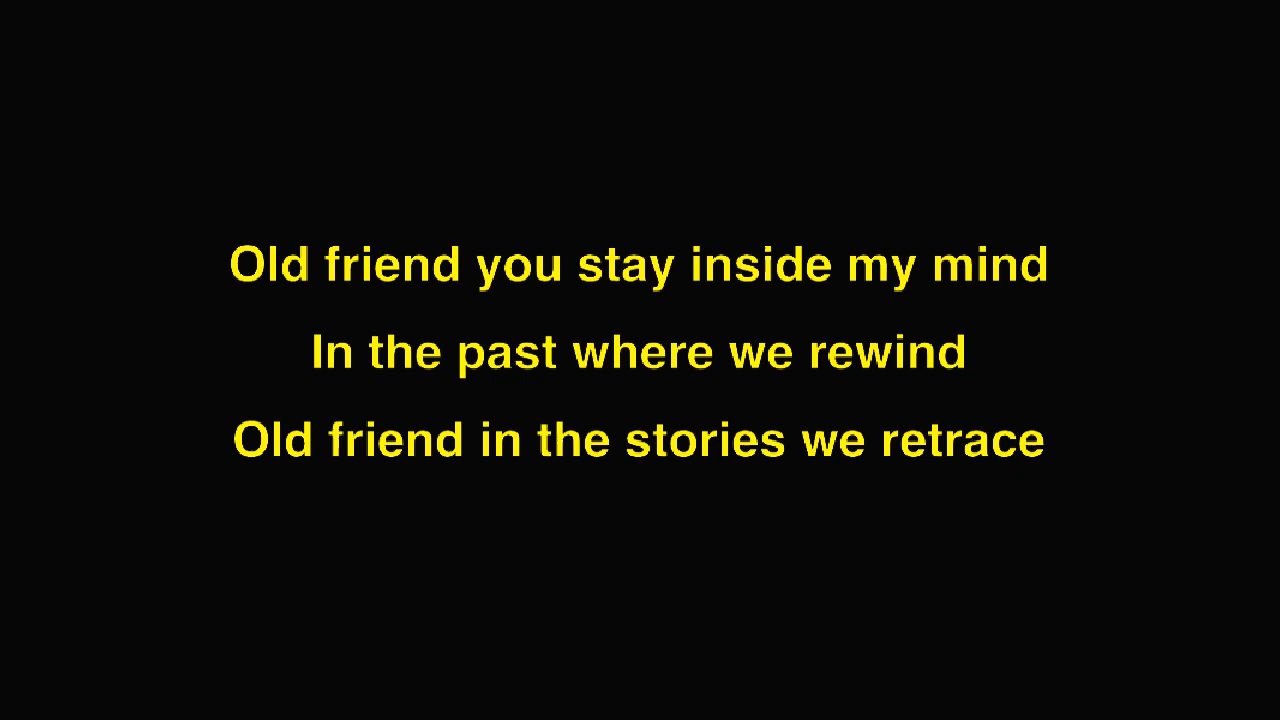 Old friend you stay inside my mind
In the past where we rewind
Old friend in the stories we retrace